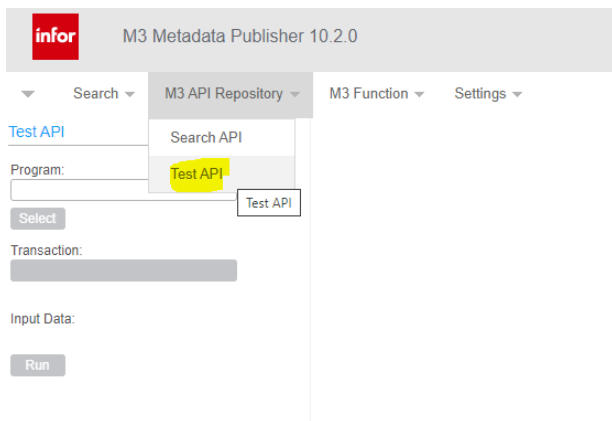 infor M3 Metadata Publisher 10.2.0
Search M3 API Repository M3 Function Settings
Test API
Search API
Program:
Test API
Test API
Select
Transaction:
Input Data:
Run